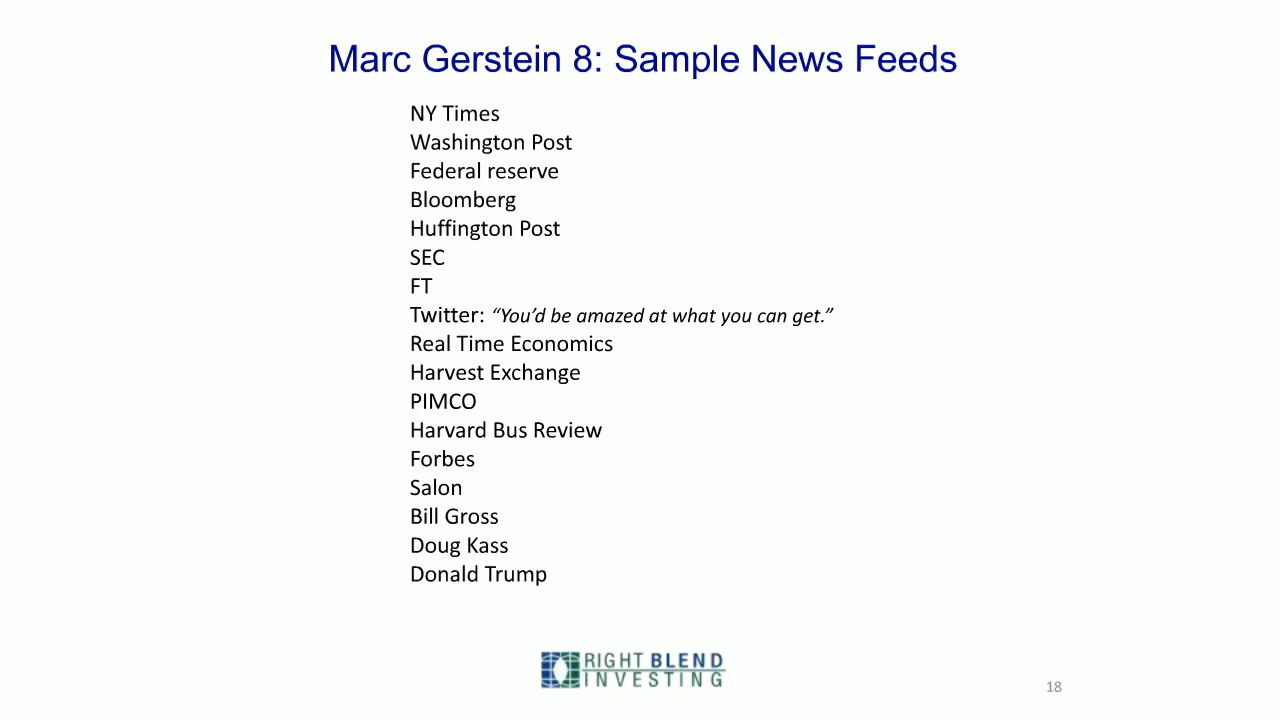 Marc Gerstein 8: Sample News Feeds
NY Times
Washington Post
Federal reserve
Bloomberg
Huffington Post
SEC
FT
Twitter: “You’d be amazed at what you can get.”
Real Time Economics
Harvest Exchange
PIMCO
Harvard Bus Review
Forbes
Salon
Bill Gross
Doug Kass
Donald Trump
RIGHT BLEND
INVESTING
18